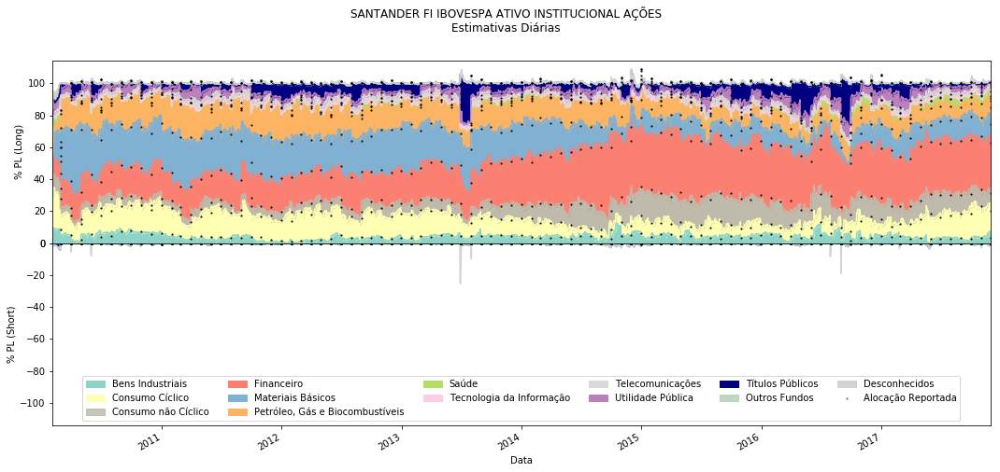 SANTANDER FI IBOVESPA ATIVO INSTITUCIONAL AÇÕES
Estimativas Diárias
% PL (Long)
% PL (Short)
100
80
60
40
20
0
−20
−40
−60
−80
−100
Bens Industriais
Consumo Cíclico
Consumo não Cíclico
Financeiro
Materiais Básicos
Petróleo, Gás e Biocombustíveis
Saúde
Tecnologia da Informação
Telecomunicações
Utilidade Pública
Títulos Públicos
Outros Fundos
Desconhecidos
Alocação Reportada
2011
2012
2013
2014
2015
2016
2017
Data